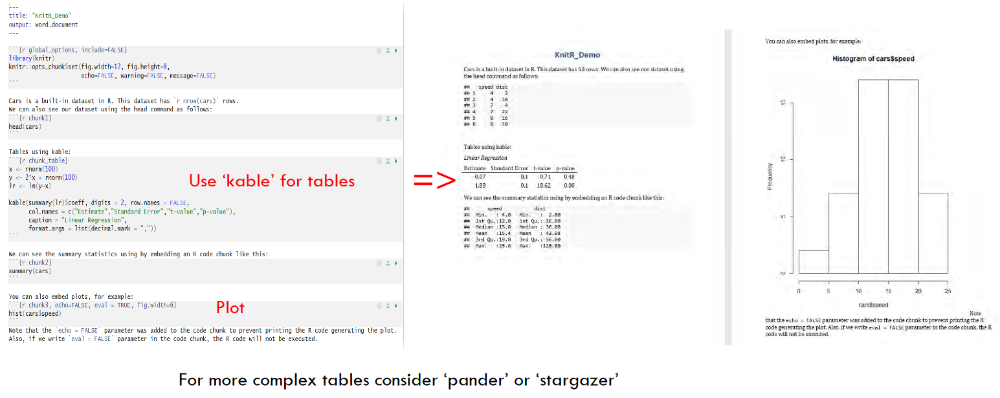 ---
title: "KnitR_Demo"
output: word_document
---
```{r global_options, include=FALSE}
library(knitr)
knitr::opts_chunk$set(fig.width=12, fig.height=8,
echo=FALSE, warning=FALSE, message=FALSE)
```
Cars is a built-in dataset in R. This dataset has `r nrow(cars)` rows.
We can also see our dataset using the head command as follows:
```{r chunk1}
head(cars)
```
Tables using kable:
```{r chunk_table}
x <- rnorm(100)
y <- 2*x + rnorm(100)
lr <- lm(y~x)
kable(summary(lr)$coeff, digits = 2, row.names = FALSE,
col.names = c("Estimate","Standard Error","t-value","p-value"),
caption = "Linear Regression",
format.args = list(decimal.mark = ","))
```
Use ‘kable’ for tables
We can see the summary statistics using by embedding an R code chunk like this:
```{r chunk2}
summary(cars)
```
You can also embed plots, for example:
```{r chunk3, echo=FALSE, eval = TRUE, fig.width=6}
hist(cars$speed)
```
Plot
Note that the `echo = FALSE` parameter was added to the code chunk to prevent printing the R code generating the plot.
Also, if we write `eval = FALSE` parameter in the code chunk, the R code will not be executed.
=>
KnitR_Demo
Cars is a built-in dataset in R. This dataset has 50 rows. We can also see our dataset using
the head command as follows:
## speed dist
## 1 4 2
## 2 4 10
## 3 7 4
## 4 7 22
## 5 8 16
## 6 9 10
Tables using kable:
Linear Regression
Estimate Standard Error t-value p-value
-0.07 0.1 -0.71 0.48
1.88 0.1 18.62 0.00
We can see the summary statistics using by embedding an R code chunk like this:
## speed dist
## Min. : 4.0 Min. : 2.00
## 1st Qu.:12.0 1st Qu.: 26.00
## Median :15.0 Median : 36.00
## Mean :15.4 Mean : 42.98
## 3rd Qu.:19.0 3rd Qu.: 56.00
## Max. :25.0 Max. :120.00
You can also embed plots, for example:
Histogram of cars$speed
Frequency
15
10
5
0
0 5 10 15 20 25
cars$speed
Note
that the echo = FALSE parameter was added to the code chunk to prevent printing the R
code generating the plot. Also, if we write eval = FALSE parameter in the code chunk, the R
code will not be executed.
For more complex tables consider ‘pander’ or ‘stargazer’